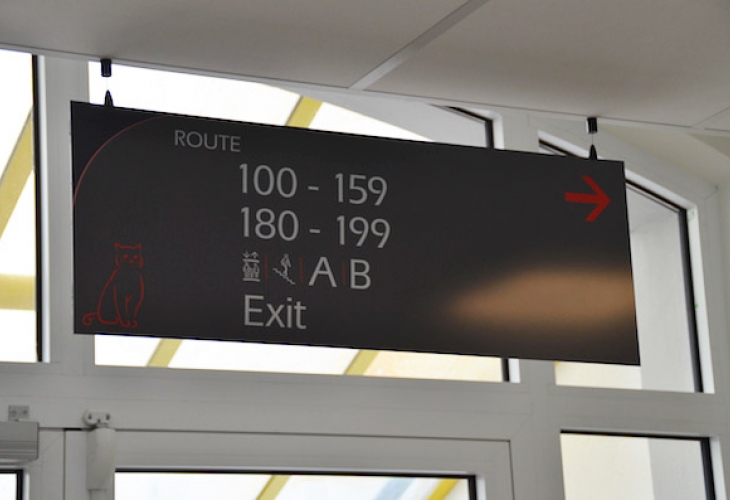 ROUTE
100 - 159
180 - 199
A B
Exit